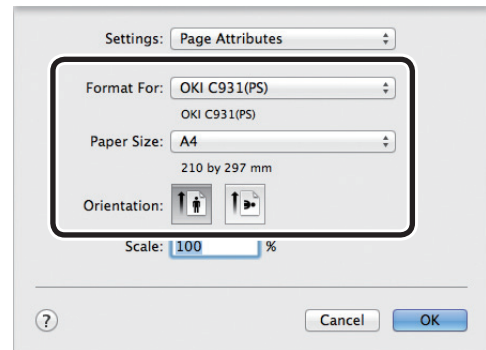 Settings: Page Attributes
Format For: OKI C931(PS)
OKI C931(PS)
Paper Size: A4
210 by 297 mm
Orientation:
Scale: 100 %
? Cancel OK